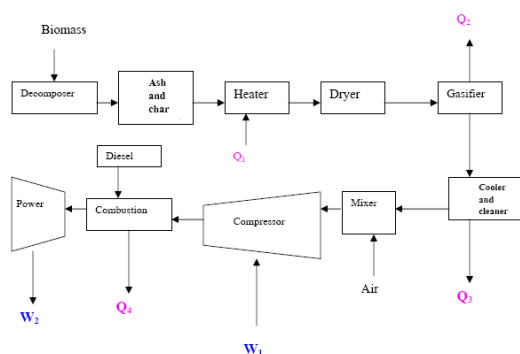 Biomass
Q2
Decomposer
Ash
and
char
Heater
Dryer
Gasifier
Q1
Diesel
Power
Combustion
Compressor
Mixer
Cooler
and
cleaner
Air
W2
Q4
W1
Q3